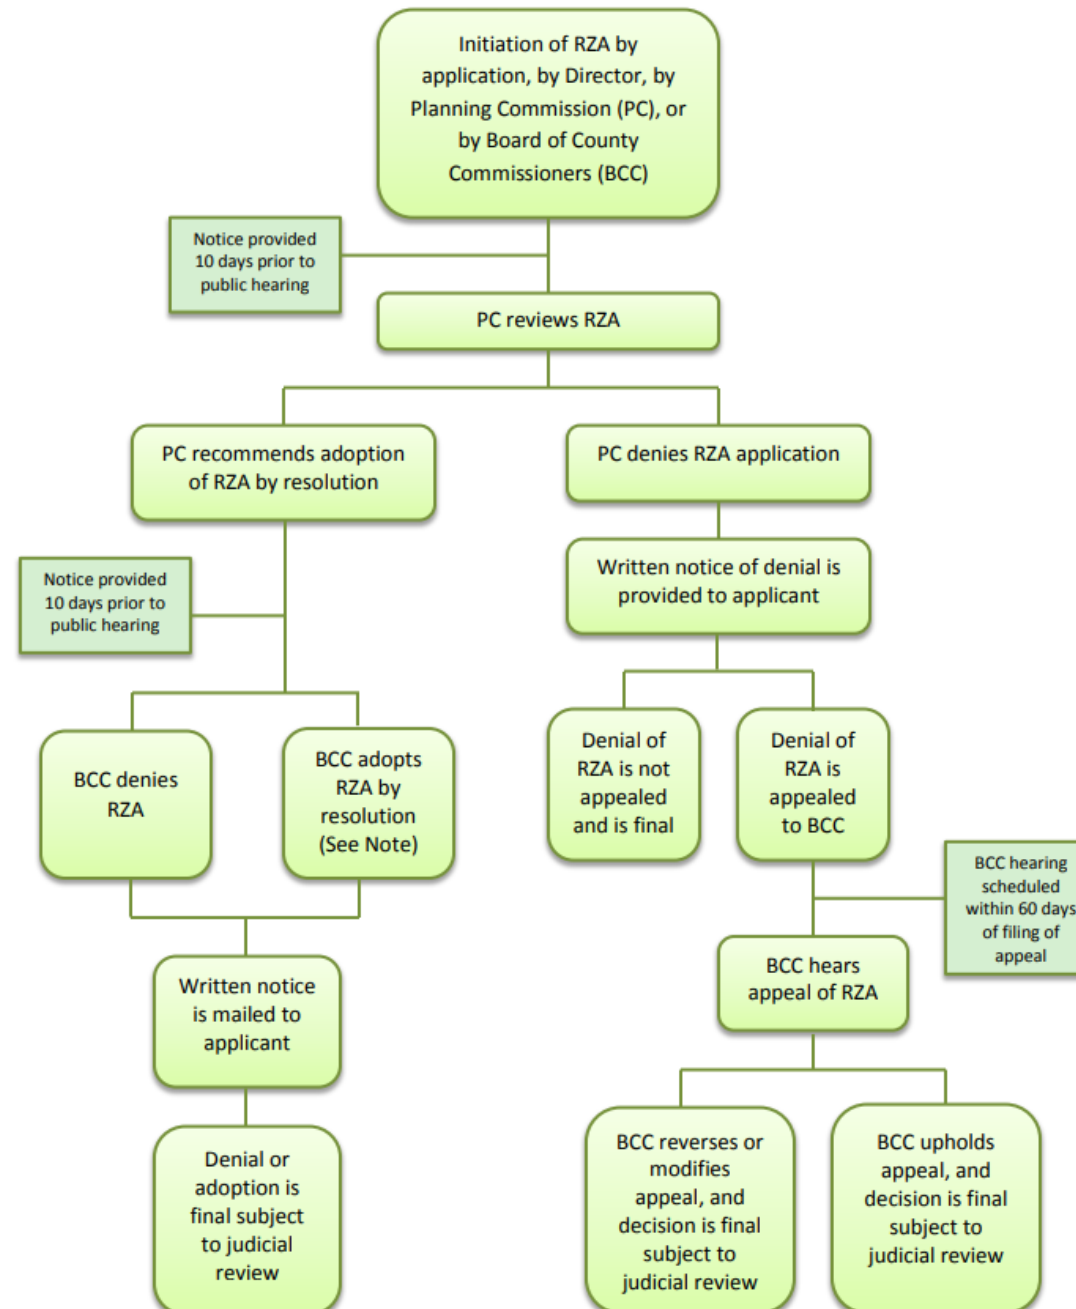 Initiation of RZA by
application, by Director, by
Planning Commission (PC), or
by Board of County
Commissioners (BCC)
Notice provided
10 days prior to
public hearing
PC reviews RZA
PC recommends adoption
of RZA by resolution
PC denies RZA application
Written notice of denial is
provided to applicant
Notice provided
10 days prior to
public hearing
BCC denies
RZA
BCC adopts
RZA by
resolution
(See Note)
Denial of
RZA is not
appealed
and is final
Denial of
RZA is
appealed
to BCC
BCC hearing
scheduled
within 60 days
of filing of
appeal
BCC hears
appeal of RZA
Written notice
is mailed to
applicant
Denial or
adoption is
final subject
to judicial
review
BCC reverses or
modifies
appeal, and
decision is final
subject to
judicial review
BCC upholds
appeal, and
decision is final
subject to
judicial review